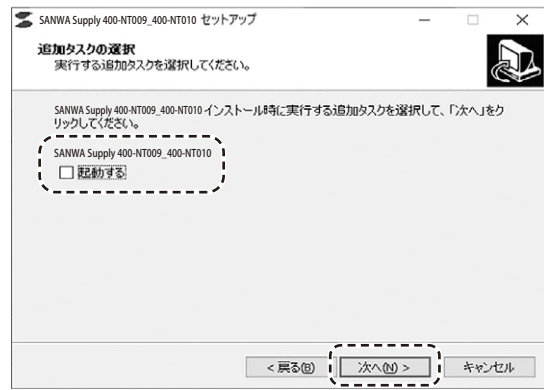 SANWA Supply 400-NT009_400-NT010 セットアップ
追加タスクの選択
実行する追加タスクを選択してください。
SANWA Supply 400-NT009_400-NT010 インストール時に実行する追加タスクを選択して、「次へ」をク
リックしてください。
SANWA Supply 400-NT009_400-NT010
起動する
< 戻る(B)
次へ(N) >
キャンセル